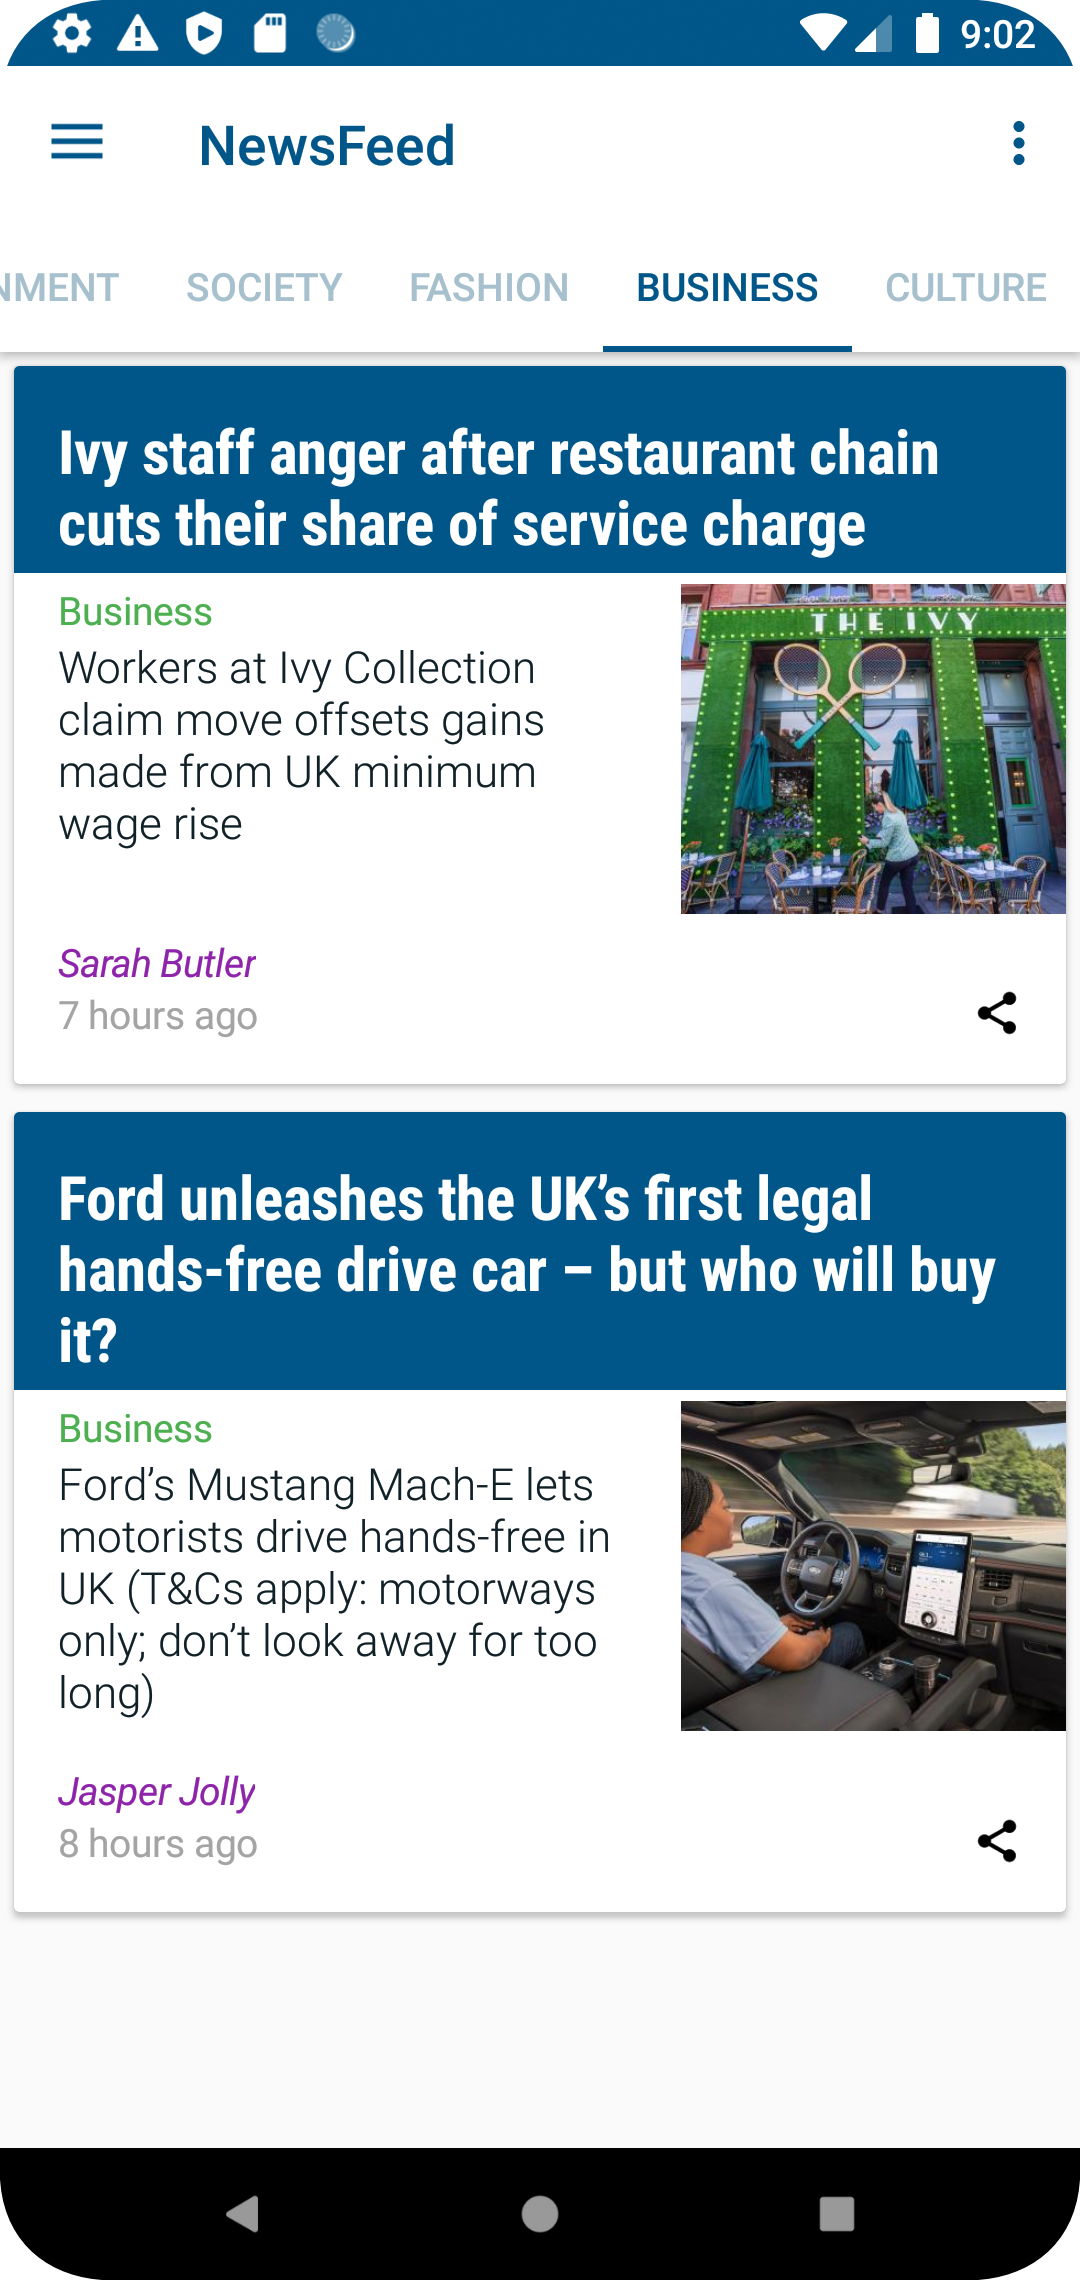 9:02
NewsFeed
NMENT SOCIETY FASHION BUSINESS CULTURE
Ivy staff anger after restaurant chain
cuts their share of service charge
Business
Workers at Ivy Collection
claim move offsets gains
made from UK minimum
wage rise
THE IVY
Sarah Butler
7 hours ago
Ford unleashes the UK’s first legal
hands-free drive car – but who will buy
it?
Business
Ford’s Mustang Mach-E lets
motorists drive hands-free in
UK (T&Cs apply: motorways
only; don’t look away for too
long)
Jasper Jolly
8 hours ago